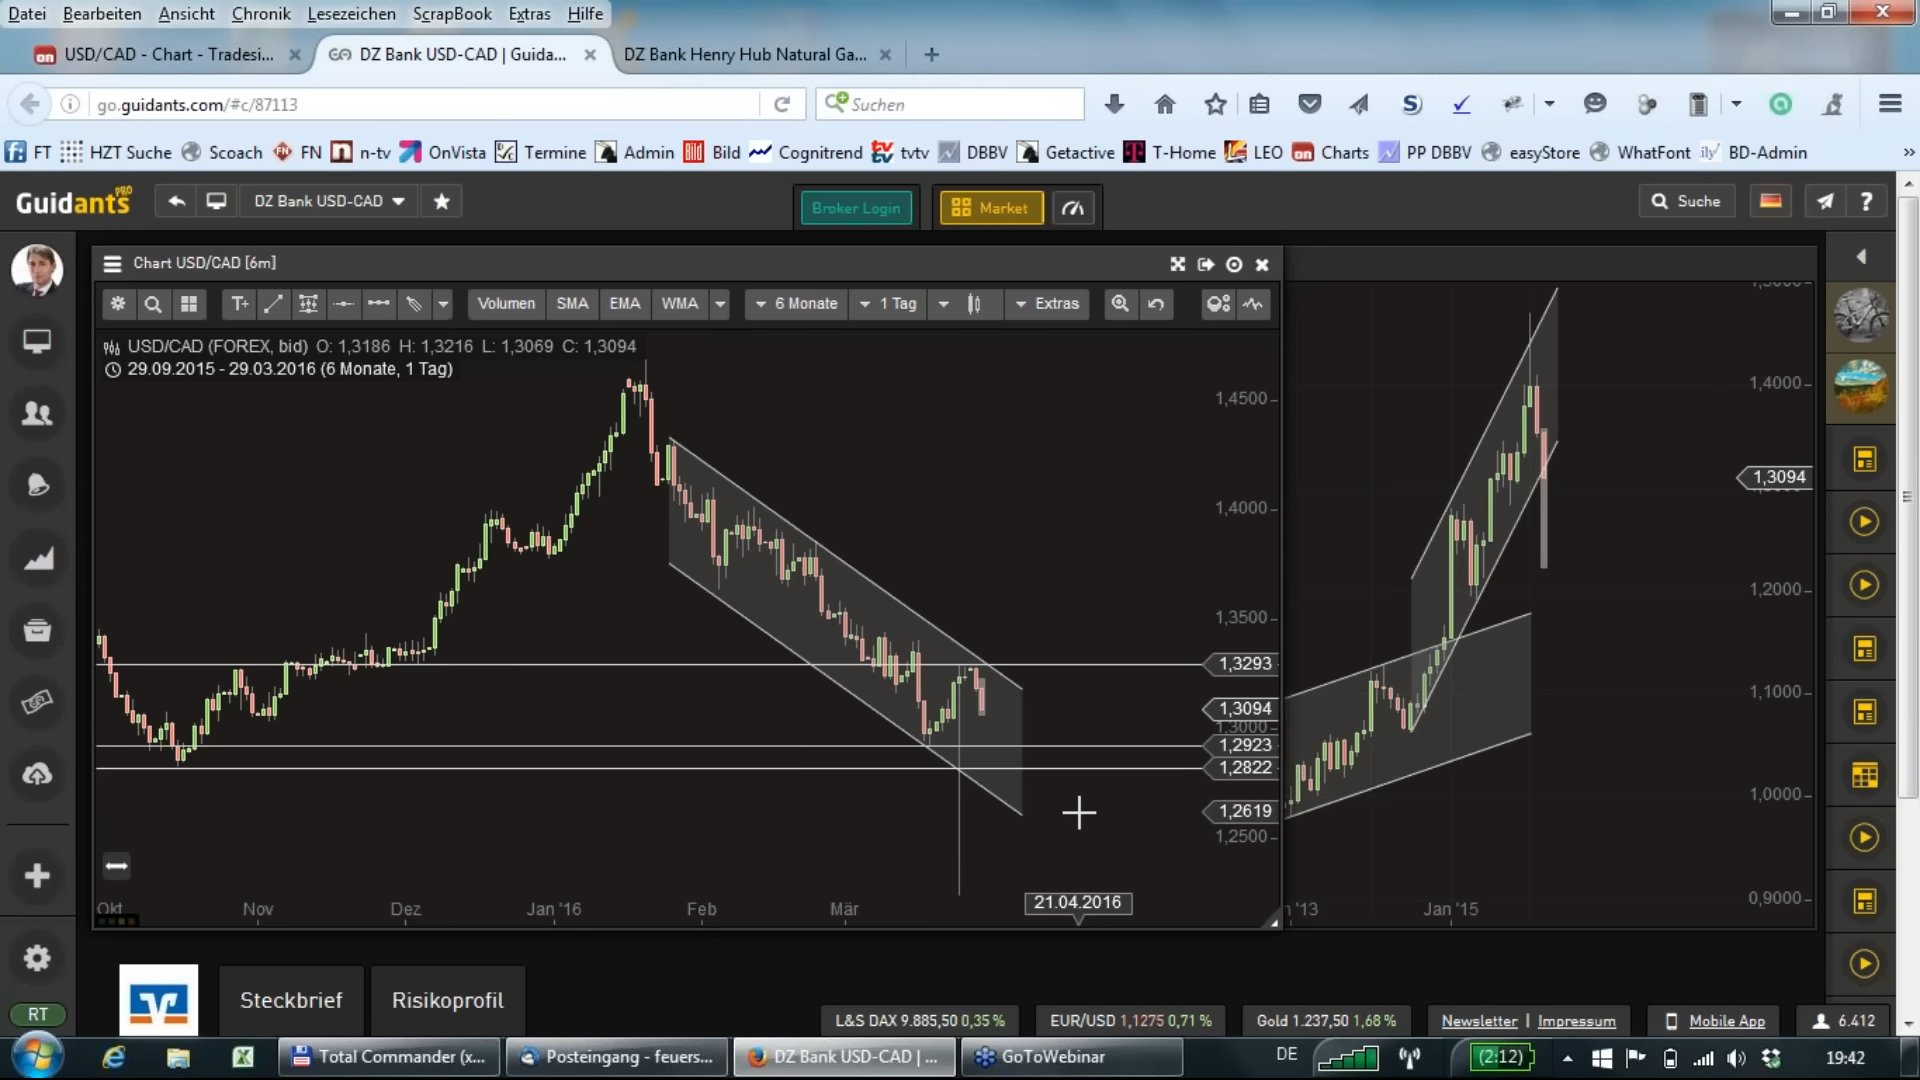 Datei Bearbeiten Ansicht Chronik Lesezeichen ScrapBook Extras Hilfe
USD/CAD - Chart - Tradesi... DZ Bank USD-CAD | Guida... DZ Bank Henry Hub Natural Ga...
go.guidants.com/#c/87113 Suchen
FT HZT Suche Scoach FN n-tv OnVista Termine Admin Bild Cognitrend tvtv DBBV Getactive T-Home LEO Charts PP DBBV easyStore WhatFont BD-Admin
Guidants PRO DZ Bank USD-CAD Broker Login Market Suche ?
Chart USD/CAD [6m]
T+ Volumen SMA EMA WMA 6 Monate 1 Tag Extras
USD/CAD (FOREX, bid) O: 1,3186 H: 1,3216 L: 1,3069 C: 1,3094
29.09.2015 - 29.03.2016 (6 Monate, 1 Tag)
1,4500
1,4000
1,3500
1,3293
1,3094
1,3000
1,2923
1,2822
1,2619
1,2500
Okt Nov Dez Jan '16 Feb Mär 21.04.2016
1,4000
1,3094
1,2000
1,1000
1,0000
0,9000
'13 Jan '15
Steckbrief Risikoprofil
RT
L&S DAX 9.885,50 0,35 % EUR/USD 1,1275 0,71 % Gold 1.237,50 1,68 % Newsletter | Impressum Mobile App 6.412
Total Commander (x... Posteingang - feuers... DZ Bank USD-CAD | ... GoToWebinar DE (2:12) 19:42